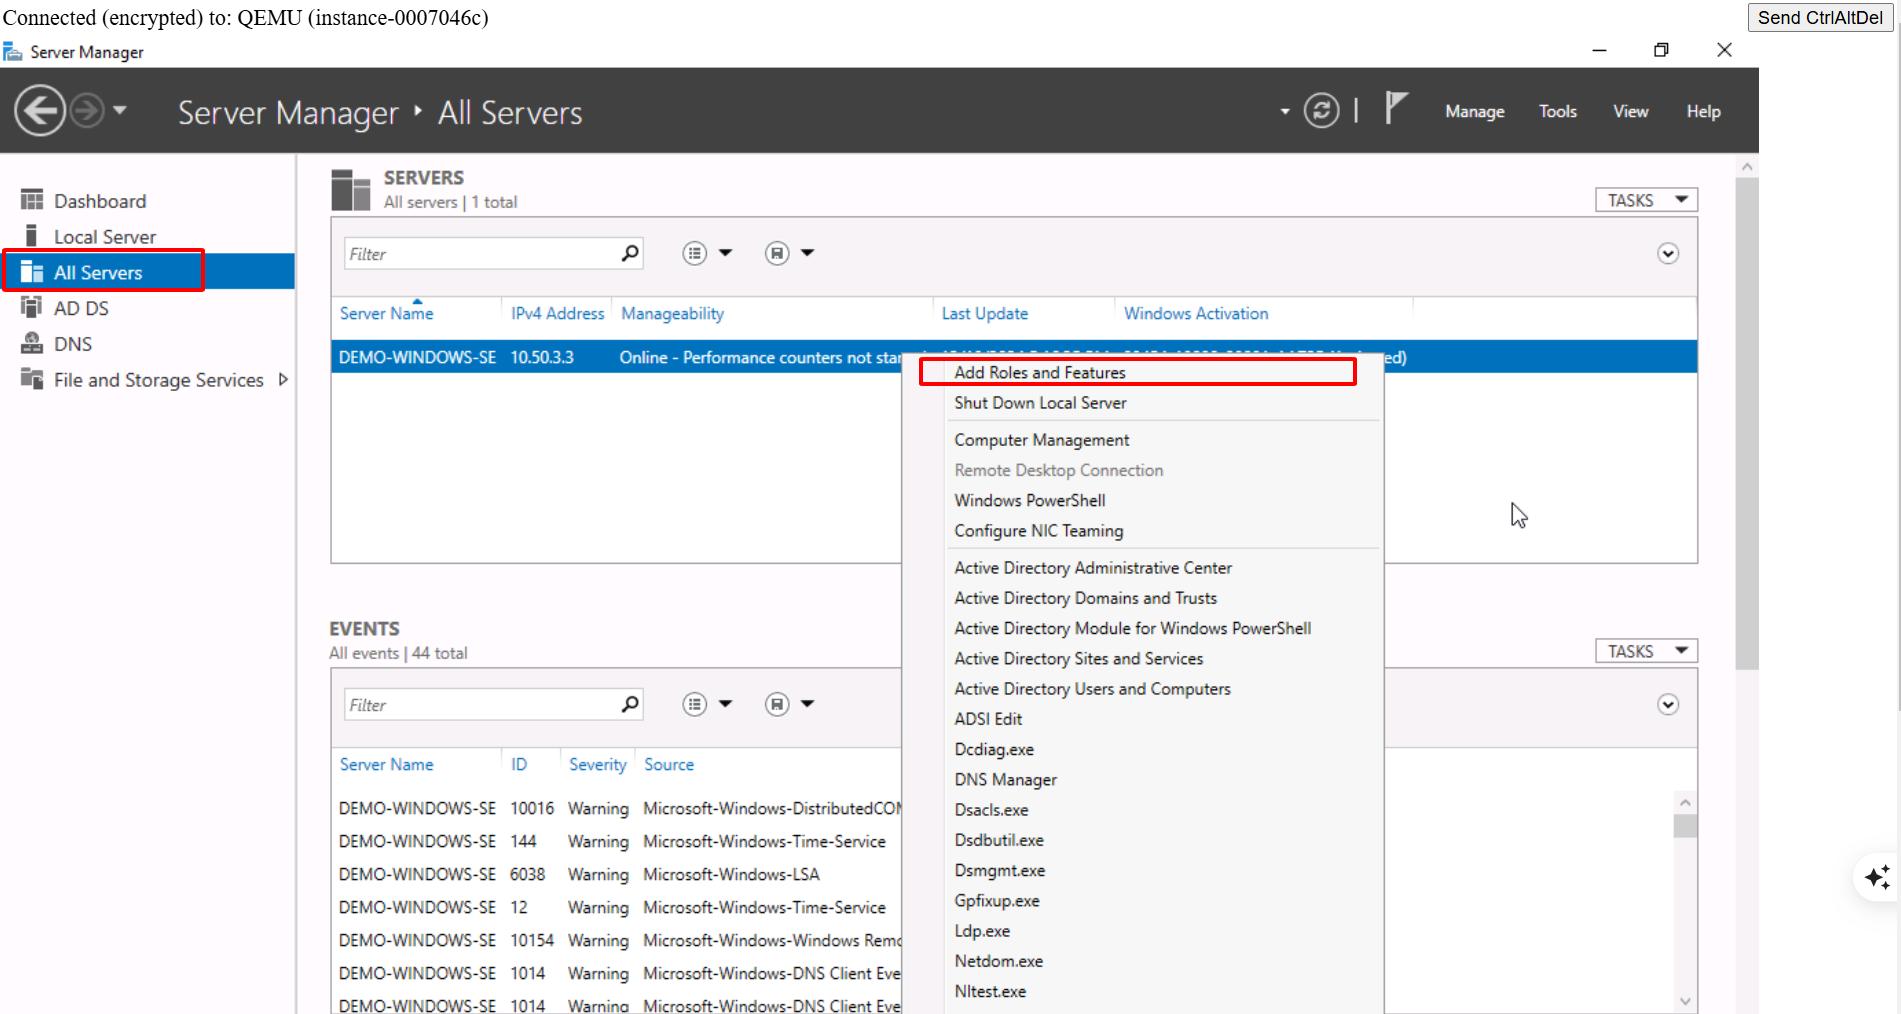 Connected (encrypted) to: QEMU (instance-0007046c)
Send CtrlAltDel
Server Manager
Server Manager ‣ All Servers
Manage Tools View Help
Dashboard
Local Server
All Servers
AD DS
DNS
File and Storage Services
SERVERS
All servers | 1 total
TASKS
Filter
Server Name IPv4 Address Manageability Last Update Windows Activation
DEMO-WINDOWS-SE 10.50.3.3 Online - Performance counters not star ed)
Add Roles and Features
Shut Down Local Server
Computer Management
Remote Desktop Connection
Windows PowerShell
Configure NIC Teaming
Active Directory Administrative Center
Active Directory Domains and Trusts
Active Directory Module for Windows PowerShell
Active Directory Sites and Services
Active Directory Users and Computers
ADSI Edit
Dcdiag.exe
DNS Manager
Dsacls.exe
Dsdbutil.exe
Dsmgmt.exe
Gpfixup.exe
Ldp.exe
Netdom.exe
Nltest.exe
EVENTS
All events | 44 total
TASKS
Filter
Server Name ID Severity Source
DEMO-WINDOWS-SE 10016 Warning Microsoft-Windows-DistributedCOM
DEMO-WINDOWS-SE 144 Warning Microsoft-Windows-Time-Service
DEMO-WINDOWS-SE 6038 Warning Microsoft-Windows-LSA
DEMO-WINDOWS-SE 12 Warning Microsoft-Windows-Time-Service
DEMO-WINDOWS-SE 10154 Warning Microsoft-Windows-Windows Remo
DEMO-WINDOWS-SE 1014 Warning Microsoft-Windows-DNS Client Eve
DEMO-WINDOWS-SE 1014 Warning Microsoft-Windows-DNS Client Eve